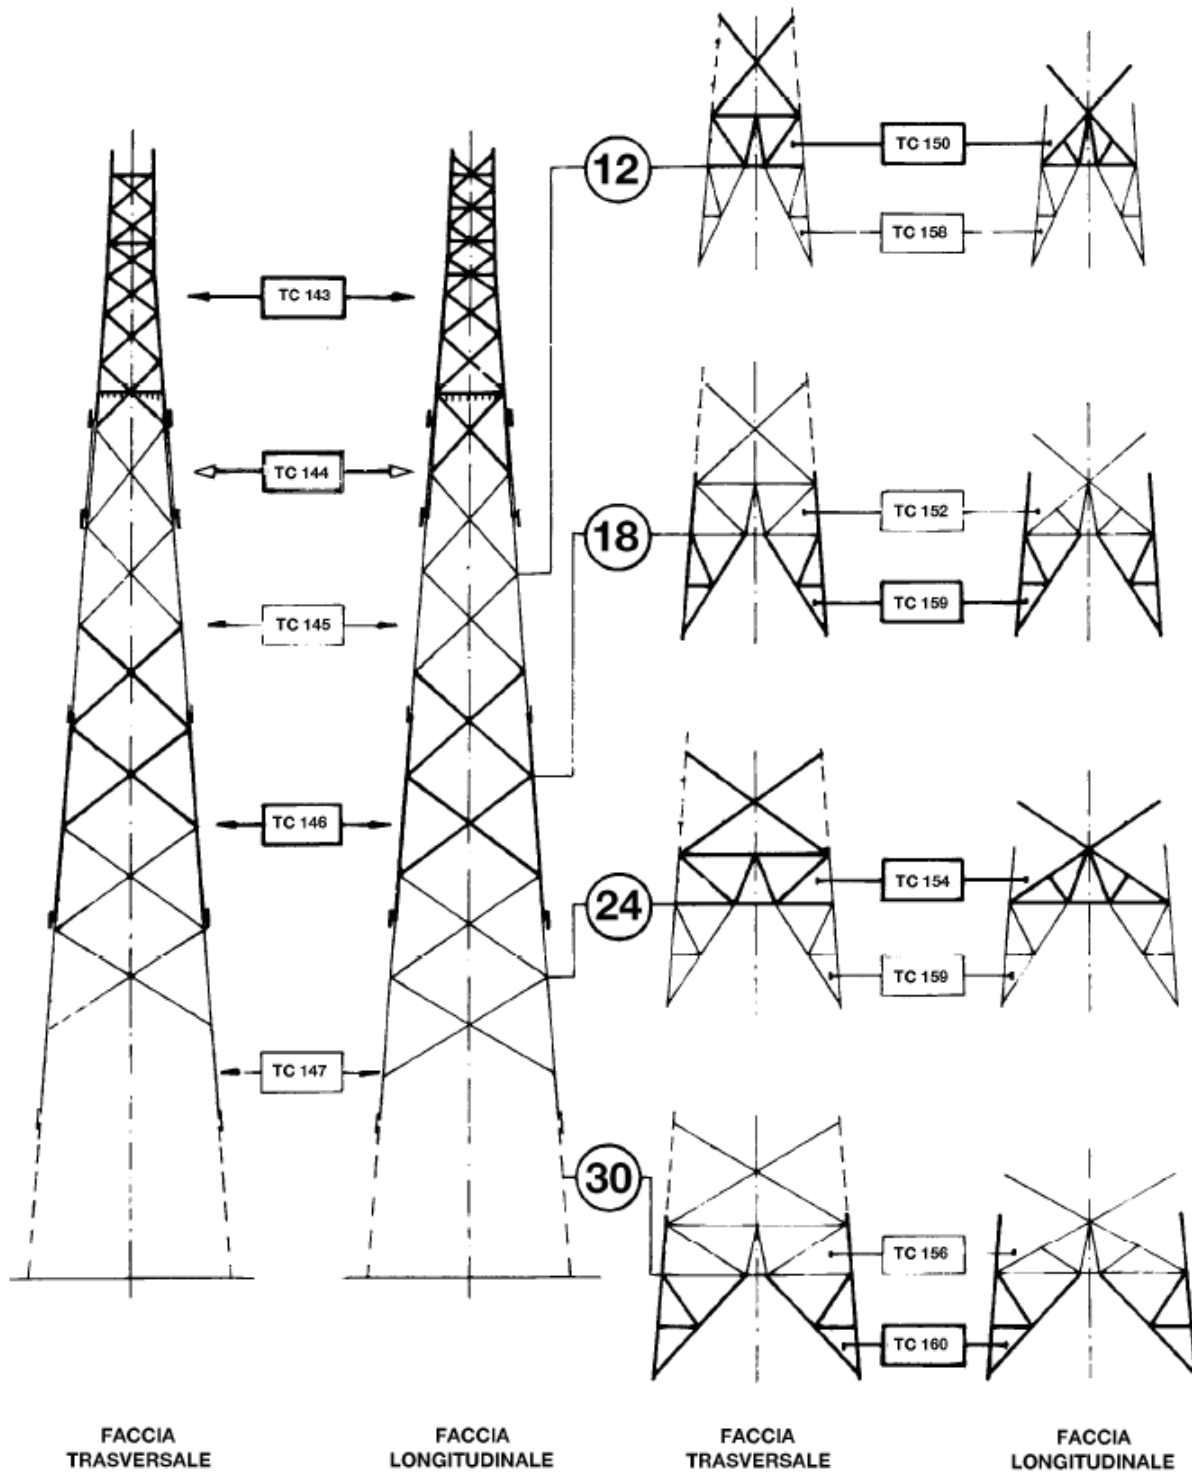 12
TC 150
TC 158
TC 143
TC 144
18
TC 152
TC 145
TC 159
TC 146
24
TC 154
TC 159
TC 147
30
TC 156
TC 160
FACCIA
TRASVERSALE
FACCIA
LONGITUDINALE
FACCIA
TRASVERSALE
FACCIA
LONGITUDINALE